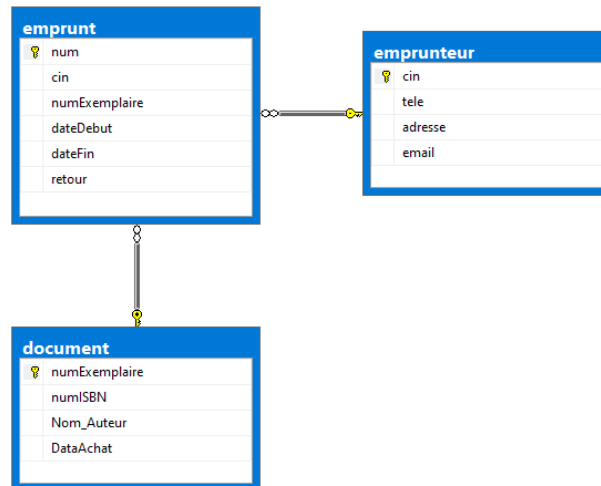 emprunt
num
cin
numExemplaire
dateDebut
dateFin
retour
emprunteur
cin
tele
adresse
email
document
numExemplaire
numISBN
Nom_Auteur
DataAchat